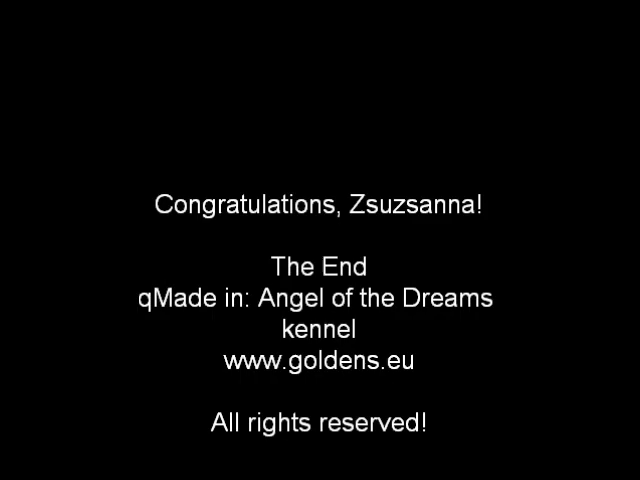 Congratulations, Zsuzsanna!
The End
qMade in: Angel of the Dreams
kennel
www.goldens.eu
All rights reserved!